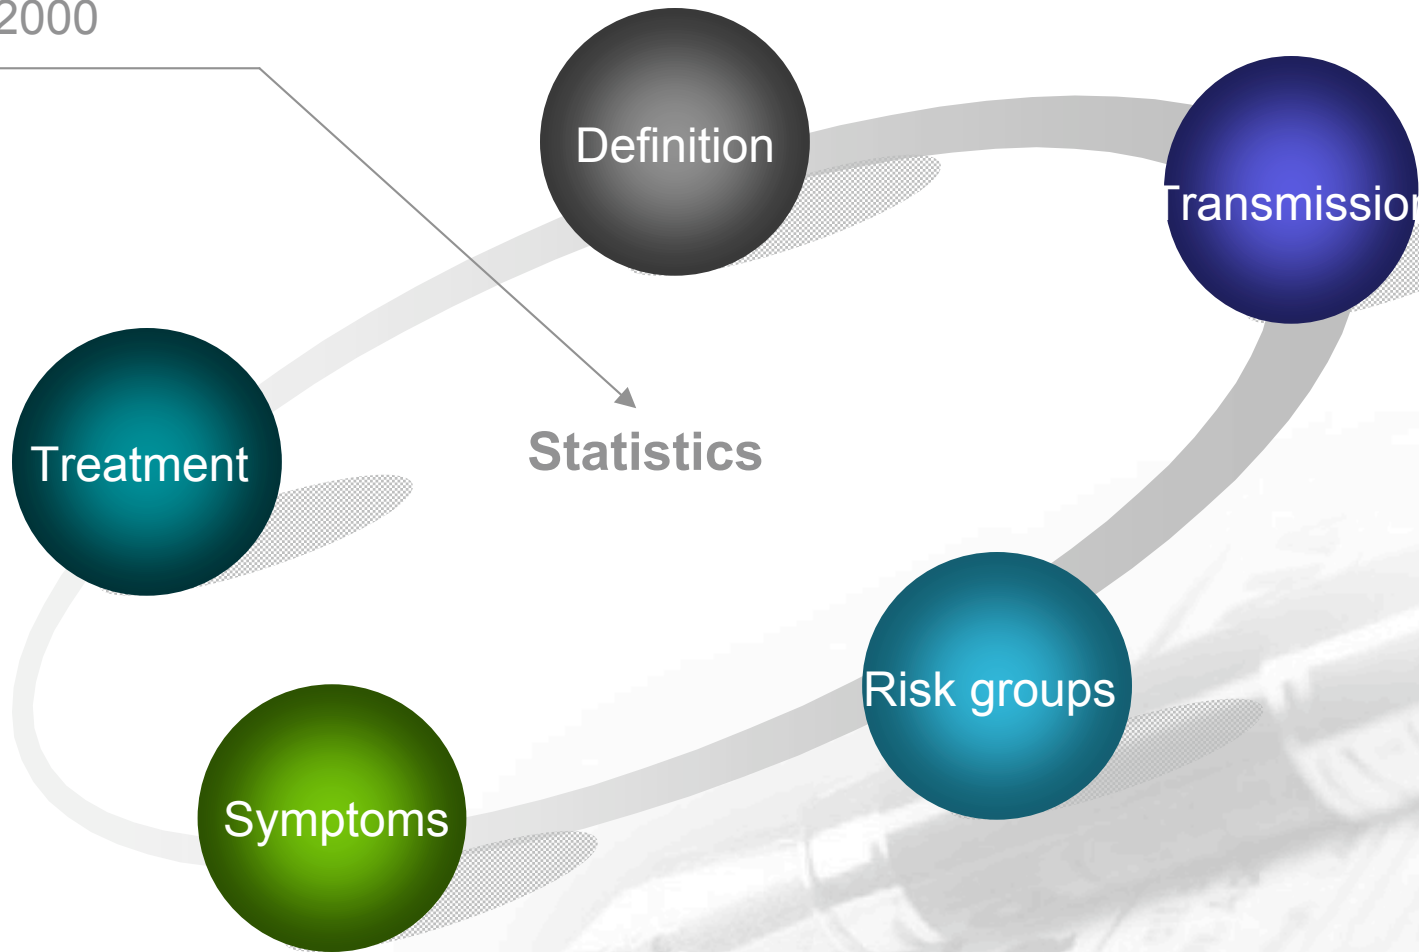 2000
Definition
Transmission
Treatment
Statistics
Risk groups
Symptoms